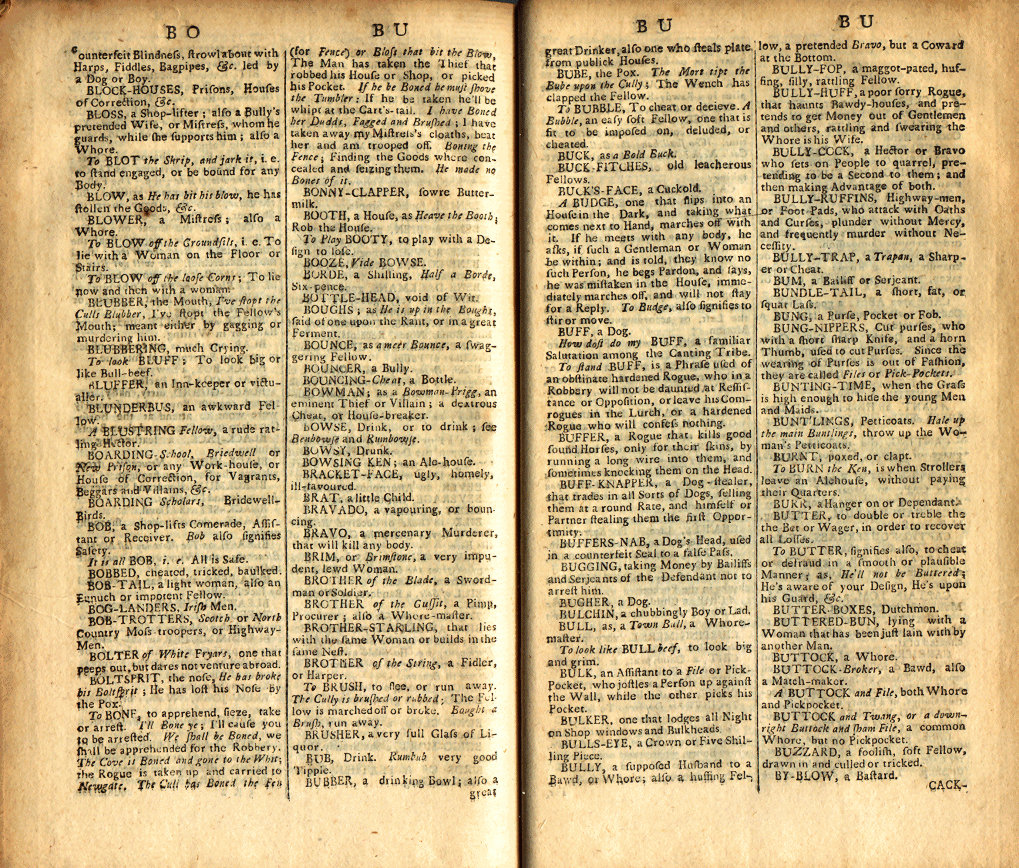 B O
counterfeit Blindneſs, ſtrowl about with
Harps, Fiddles, Bagpipes, &c. led by
a Dog or Boy.
BLOCK-HOUSES, Priſons, Houſes
of Correction, &c.
BLOSS, a Shop-lifter; alſo a Bully's
pretended Wife, or Miſtreſs, whom he
guards, while ſhe ſupports him; alſo a
Whore.
To BLOT the Skrip, and jark it, i. e.
to ſtand engaged, or be bound for any
Body.
BLOW, as He has bit his blow, he has
ſtollen the Goods, &c.
BLOWER, a Miſtreſs; alſo a
Whore.
To BLOW off the Groundſils, i. e. To
lie with a Woman on the Floor or
Stairs.
To BLOW off the looſe Corns; To lie
now and then with a woman.
BLUBBER, the Mouth, I've ſtopt the
Culls Blubber, I've ſtopt the Fellow's
Mouth; meant either by gagging or
murdering him.
BLUBBERING, much Crying.
To look BLUFF; To look big or
like Bull-beef.
BLUFFER, an Inn-keeper or victu-
aller.
BLUNDERBUS, an awkward Fel-
low.
A BLUSTRING Fellow, a rude rat-
ling Hector.
BOARDING-School, Briedwell or
New Priſon, or any Work-houſe, or
Houſe of Correction, for Vagrants,
Beggars and Villains, &c.
BOARDING Scholars, Bridewell-
Birds.
BOB, a Shop-lifts Comerade, Aſſiſ-
tant or Receiver. Bob alſo ſignifies
Safety.
It is all BOB, i. e. All is Safe.
BOBBED, cheated, tricked, baulked.
BOB-TAIL, a light woman, alſo an
Eunuch or impotent Fellow.
BOG-LANDERS, Iriſh Men.
BOB-TROTTERS, Scotch or North
Country Moſs-troopers, or Highway-
Men.
BOLTER of White Fryars, one that
peeps out, but dares not venture abroad.
BOLTSPRIT, the noſe, He has broke
his Boltſprit; He has loſt his Noſe by
the Pox.
To BONE, to apprehend, ſieze, take
or arreſt. I'll Bone ye; I'll cauſe you
to be arreſted. We ſhall be Boned, we
ſhall be apprehended for the Robbery.
The Cove is Boned and gone to the Whit;
the Rogue is taken up and carried to
Newgate. The Cull has Boned the Fen
B U
(for Fence) or Bloſs that bit the Blow,
The Man has taken the Thief that
robbed his Houſe or Shop, or picked
his Pocket. If he be Boned he muſt ſhove
the Tumbler: If he be taken he'll be
whipt at the Cart's-tail. I have Boned
her Dudds, Fagged and Bruſhed; I have
taken away my Miſtreſs's cloaths, beat
her and am trooped off. Boning the
Fence; Finding the Goods where con-
cealed and ſeizing them. He made no
Bones of it.
BONNY-CLAPPER, ſowre Butter-
milk.
BOOTH, a Houſe, as Heave the Booth;
Rob the Houſe.
To Play BOOTY, to play with a De-
ſign to loſe.
BOOZE, Vide BOWSE.
BORDE, a Shilling, Half a Borde,
Six-pence.
BOTTLE-HEAD, void of Wit.
BOUGHS; as He is up in the Boughs,
ſaid of one upon the Rant, or in a great
Ferment.
BOUNCE, as a meer Bounce, a ſwag-
gering Fellow.
BOUNCER, a Bully.
BOUNCING-Cheat, a Bottle.
BOWMAN; as a Bowman-Prigg, an
eminent Thief or Villain; a dextrous
Cheat, or Houſe-breaker.
BOWSE, Drink, or to drink; ſee
Benbowſe and Rumbowſe.
BOWSY, Drunk.
BOWSING KEN; an Ale-houſe.
BRACKET-FACE, ugly, homely,
ill-favoured.
BRAT, a little Child.
BRAVADO, a vapouring, or boun-
cing.
BRAVO, a mercenary Murderer,
that will kill any body.
BRIM, or Brimſtone, a very impu-
dent, lewd Woman.
BROTHER of the Blade, a Sword-
man or Soldier.
BROTHER of the Guſſit, a Pimp,
Procurer; alſo a Whore-maſter.
BROTHER-STARLING, that lies
with the ſame Woman or builds in the
ſame Neſt.
BROTHER of the String, a Fidler,
or Harper.
To BRUSH, to flee, or run away.
The Cully is bruſhed or rubbed; The Fel-
low is marched off or broke. Bought a
Bruſh, run away.
BRUSHER, a very full Glaſs of Li-
quor.
BUB, Drink. Rumbub very good
Tipple.
BUBBER, a drinking Bowl; alſo a
great
B U
great Drinker, alſo one who ſteals plate
from publick Houſes.
BUBE, the Pox. The Mort tipt the
Bube upon the Cully; The Wench has
clapped the Fellow.
To BUBBLE, To cheat or decieve. A
Bubble, an eaſy ſoft Fellow, one that is
fit to be impoſed on, deluded, or
cheated.
BUCK, as a Bold Buck.
BUCK-FITCHES, old leacherous
Fellows.
BUCK'S-FACE, a Cuckold.
A BUDGE, one that ſlips into an
Houſe in the Dark, and taking what
comes next to Hand, marches off with
it. If he meets with any body, he
aſks, if ſuch a Gentleman or Woman
be within; and is told, they know no
ſuch Perſon, he begs Pardon, and ſays,
he was miſtaken in the Houſe, imme-
diately marches off, and will not ſtay
for a Reply. To Budge, alſo ſignifies to
ſtir or move.
BUFF, a Dog.
How doſt do my BUFF, a familiar
Salutation among the Canting Tribe.
To ſtand BUFF, is a Phraſe uſed of
an obſtinate hardened Rogue, who in a
Robbery will not be daunted at Reſiſ-
tance or Oppoſition, or leave his Com-
rogues in the Lurch, or a hardened
Rogue who will confeſs nothing.
BUFFER, a Rogue that kills good
ſound Horſes, only for their ſkins, by
running a long wire into them, and
ſometimes knocking them on the Head.
BUFF-KNAPPER, a Dog-ſtealer,
that trades in all Sorts of Dogs, ſelling
them at a round Rate, and himſelf or
Partner ſtealing them the firſt Oppor-
tunity.
BUFFERS-NAB, a Dog's Head, uſed
in a counterfeit Seal to a falſe Paſs.
BUGGING, taking Money by Bailiffs
and Serjeants of the Defendant not to
arreſt him.
BUGHER, a Dog.
BULCHIN, a chubbingly Boy or Lad.
BULL, as, a Town Bull, a Whore-
maſter.
To look like BULL beef, to look big
and grim.
BULK, an Aſſiſtant to a File or Pick-
Pocket, who joſtles a Perſon up againſt
the Wall, while the other picks his
Pocket.
BULKER, one that lodges all Night
on Shop windows and Bulkheads.
BULLS-EYE, a Crown or Five Shil-
ling Piece.
BULLY, a ſuppoſed Huſband to a
Bawd, or Whore; alſo a huffing Fel-
B U
low, a pretended Bravo, but a Coward
at the Bottom.
BULLY-FOP, a maggot-pated, huf-
fing, ſilly, rattling Fellow.
BULLY-HUFF, a poor ſorry Rogue,
that haunts Bawdy-houſes, and pre-
tends to get Money out of Gentlemen
and others, rattling and ſwearing the
Whore is his Wife.
BULLY-COCK, a Hector or Bravo
who ſets on People to quarrel, pre-
tending to be a Second to them; and
then making Advantage of both.
BULLY-RUFFINS, Highway-men,
or Foot Pads, who attack with Oaths
and Curſes, plunder without Mercy,
and frequently murder without Ne-
ceſſity.
BULLY-TRAP, a Trapan, a Sharp-
er or Cheat.
BUM, a Bailiff or Serjeant.
BUNDLE-TAIL, a ſhort, fat, or
ſquat Laſs.
BUNG, a Purſe, Pocket or Fob.
BUNG-NIPPERS, Cut purſes, who
with a ſhort ſharp Knife, and a horn
Thumb, uſed to cut Purſes. Since the
wearing of Purſes is out of Faſhion,
they are called Files or Pick-Pockets.
BUNTING-TIME, when the Graſs
is high enough to hide the young Men
and Maids.
BUNTLINGS, Petticoats. Hale up
the main Buntlings, throw up the Wo-
man's Petticoats.
BURNT, poxed, or clapt.
To BURN the Ken, is when Strollers
leave an Alehouſe, without paying
their Quarters.
BURR, a Hanger on or Dependant.
BUTTER, to double or treble the
the Bet or Wager, in order to recover
all Loſſes.
To BUTTER, ſignifies alſo, to cheat
or defraud in a ſmooth or plauſible
Manner; as, He'll not be Buttered;
He's aware of your Deſign, He's upon
his Guard, &c.
BUTTER-BOXES, Dutchmon.
BUTTERED-BUN, lying with a
Woman that has been juſt lain with by
another Man.
BUTTOCK, a Whore.
BUTTOCK-Broker, a Bawd, alſo
a Match-maker.
A BUTTOCK and File, both Whore
and Pickpocket.
BUTTOCK and Twang, or a down-
right Buttock and ſham File, a common
Whore, but no Pickpocket.
BUZZARD, a fooliſh, ſoft Fellow,
drawn in and culled or tricked.
BY-BLOW, a Baſtard.
CACK-